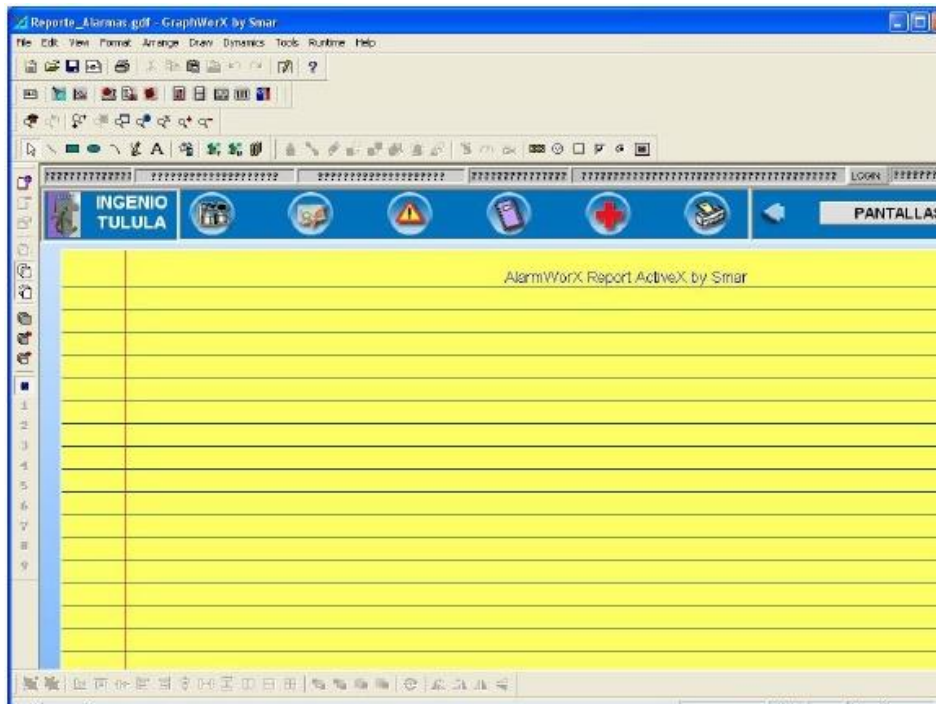 Reporte_Alarmas.gdf - GraphWorX by Smar
File Edit View Format Arrange Draw Dynamics Tools Runtime Help
????????????? ???????????????????? ???????????????????? ??????????????? ???????????????????????????????????????? LOGIN ???????
INGENIO
TULULA
PANTALLAS
AlarmWorX Report ActiveX by Smar
1
2
3
4
5
6
7
8
9